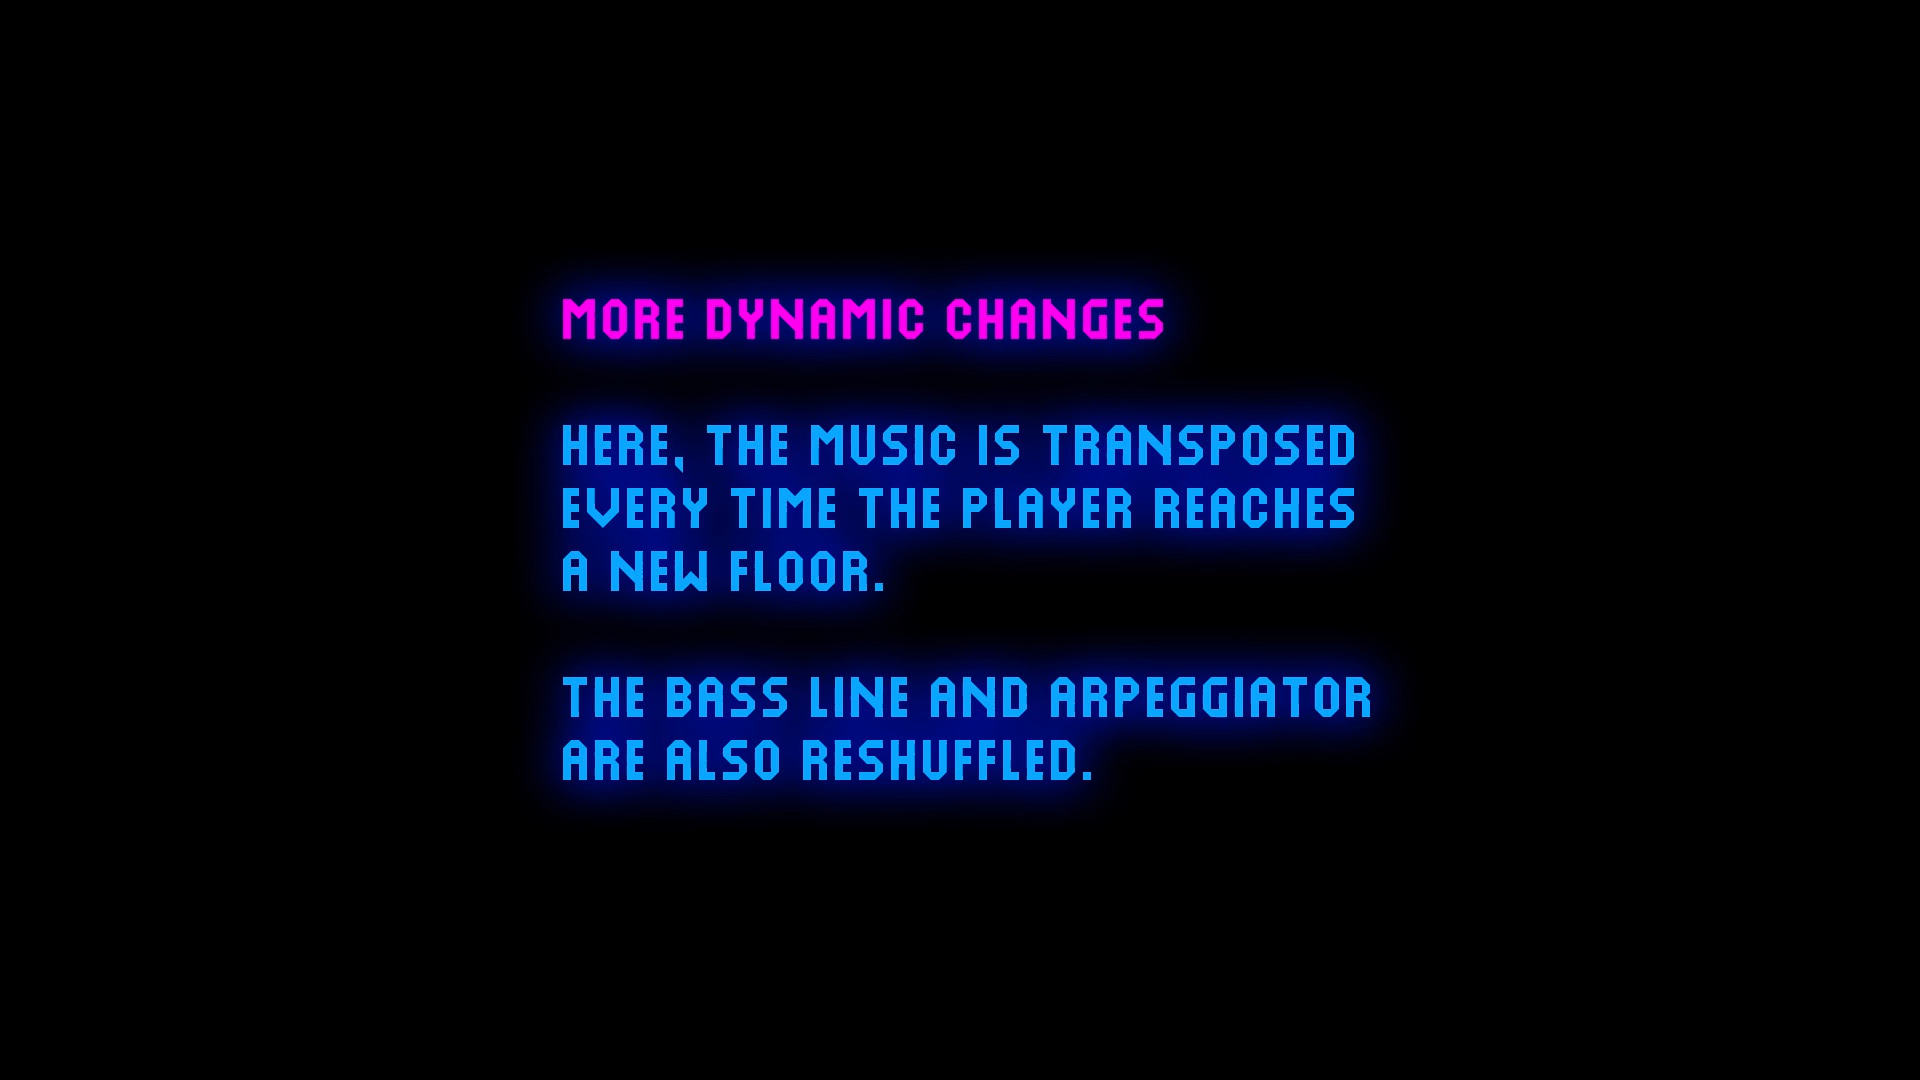 MORE DYNAMIC CHANGES
HERE, THE MUSIC IS TRANSPOSED
EVERY TIME THE PLAYER REACHES
A NEW FLOOR.
THE BASS LINE AND ARPEGGIATOR
ARE ALSO RESHUFFLED.